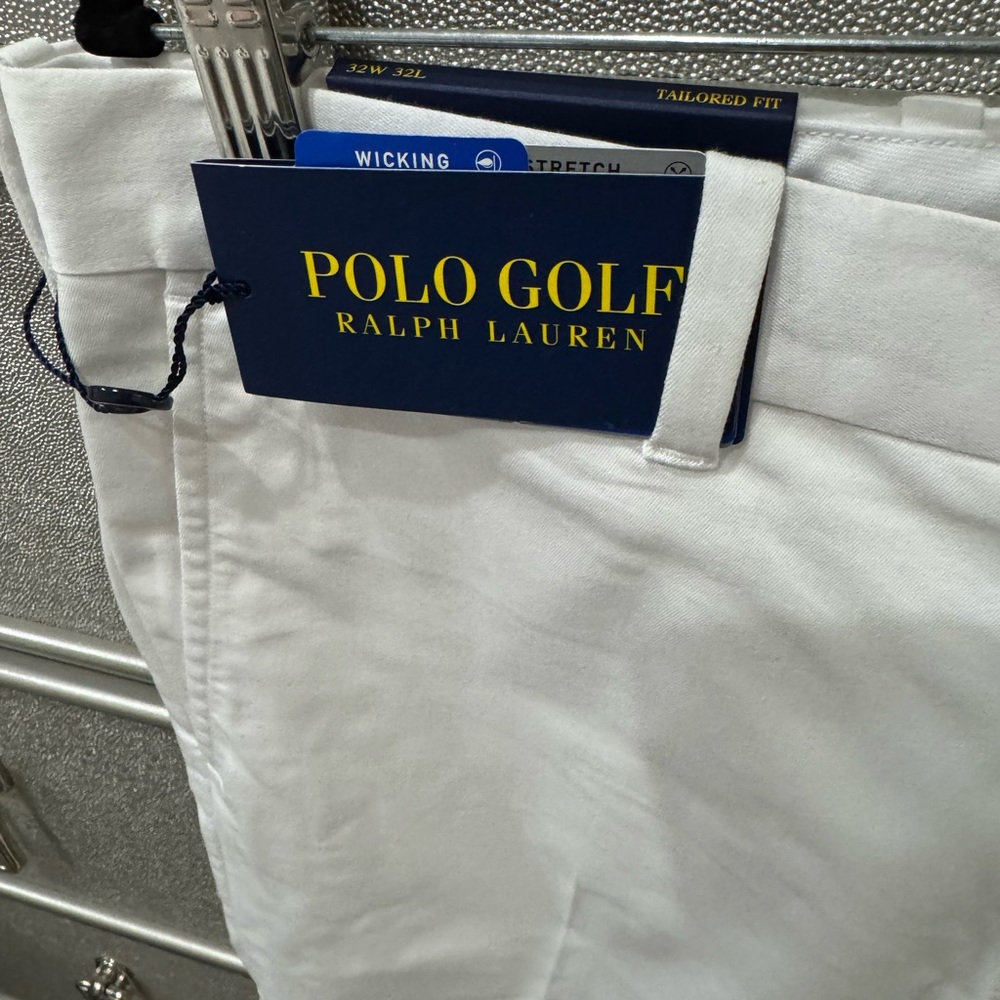 32W 32L
TAILORED FIT
WICKING
STRETCH
POLO GOLF
RALPH LAUREN